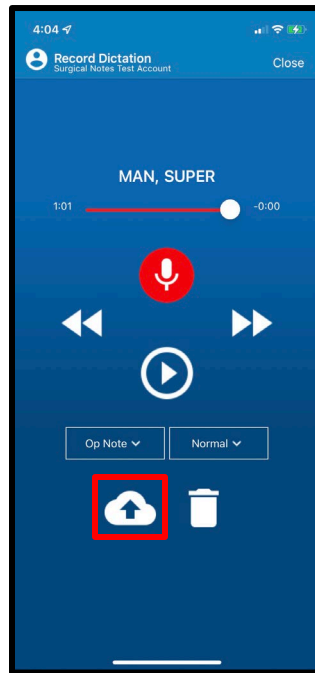 4:04
Record Dictation
Close
Surgical Notes Test Account
MAN, SUPER
1:01 -0:00
Op Note Normal